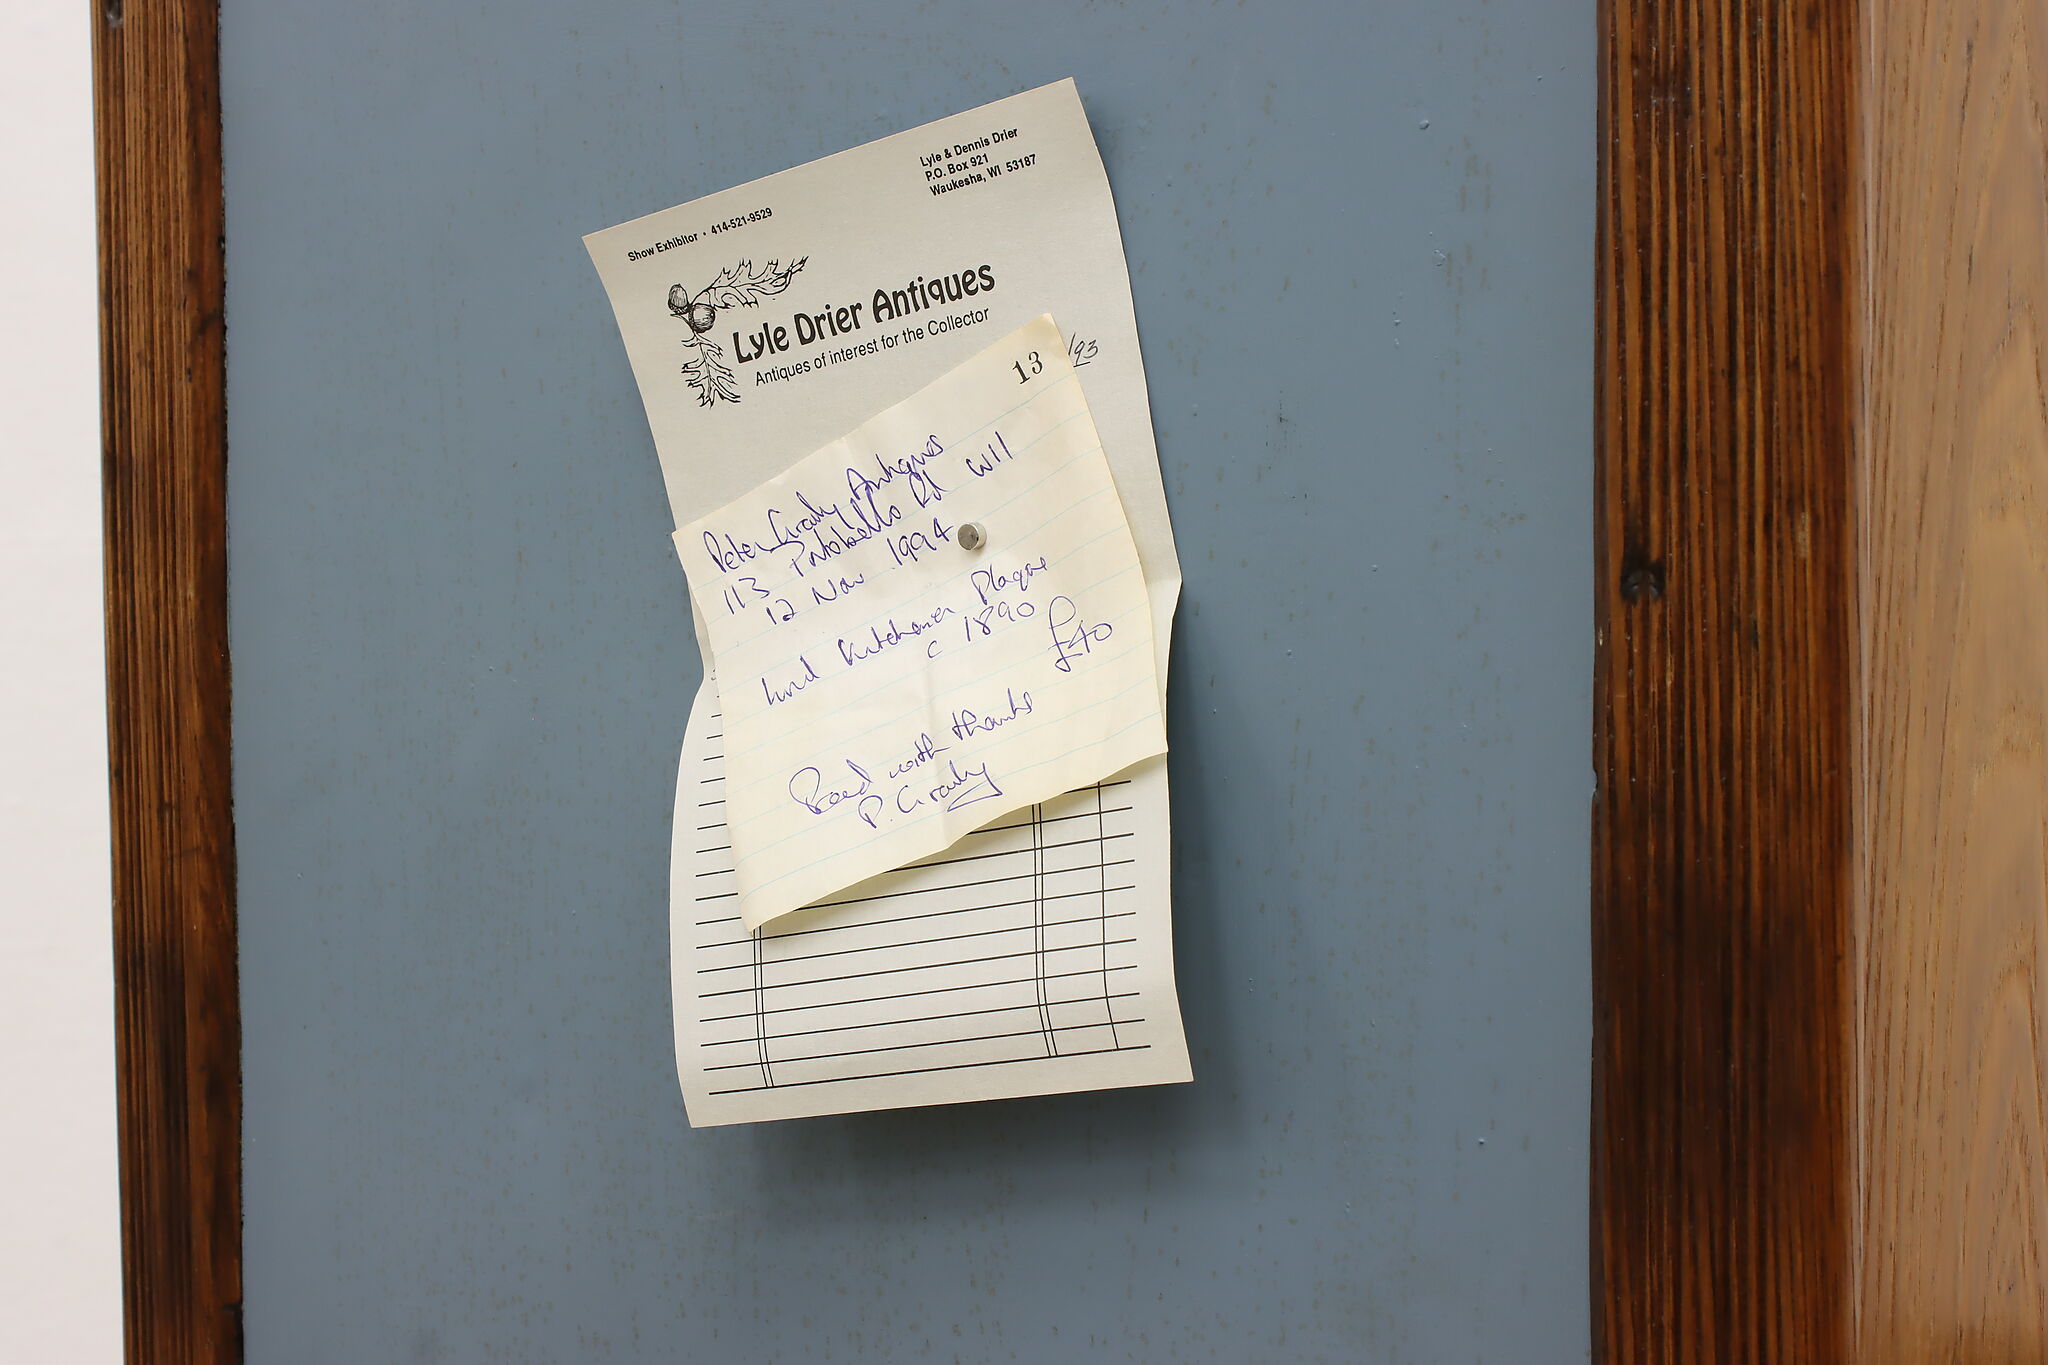 Lyle & Dennis Drier
P.O. Box 921
Waukesha, WI 53187
Show Exhibitor • 414-521-9529
Lyle Drier Antiques
Antiques of interest for the Collector
/93
13
Peter Antiques
113 Portobello Rd W11
12 Nov 1994
Lord Kitchener Plaque
c 1890
£40
Recd with thanks
P.